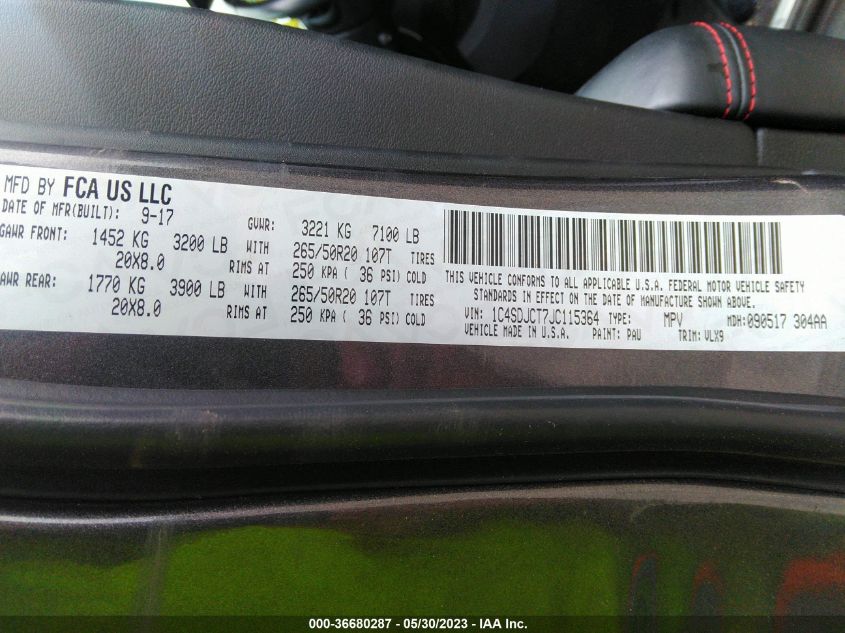 MFD BY FCA US LLC
DATE OF MFR(BUILT): 9-17 GVWR: 3221 KG 7100 LB
GAWR FRONT: 1452 KG 3200 LB WITH 265/50R20 107T TIRES
20X8.0 RIMS AT 250 KPA ( 36 PSI) COLD
AWR REAR: 1770 KG 3900 LB WITH 265/50R20 107T TIRES
20X8.0 RIMS AT 250 KPA ( 36 PSI) COLD
THIS VEHICLE CONFORMS TO ALL APPLICABLE U.S.A. FEDERAL MOTOR VEHICLE SAFETY
STANDARDS IN EFFECT ON THE DATE OF MANUFACTURE SHOWN ABOVE.
VIN: 1C4SDJCT7JC115364 TYPE: MPV MDH:090517 304AA
VEHICLE MADE IN U.S.A. PAINT: PAU TRIM: VLX9
000-36680287 - 05/30/2023 - IAA Inc.